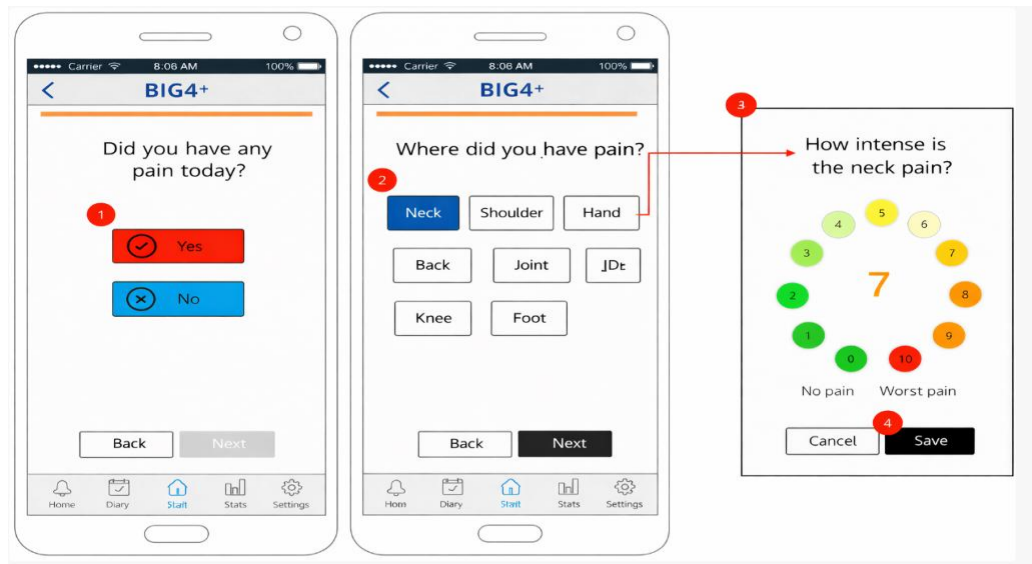 Carrier 8:08 AM 100%
BIG4+
Did you have any
pain today?
1
Yes
No
Back Next
Home Diary Start Stats Settings
Carrier 8:08 AM 100%
BIG4+
Where did you have pain?
2
Neck Shoulder Hand
Back Joint
Knee Foot
Back Next
Hom Diary Start Stats Settings
3
How intense is
the neck pain?
5
4 6
3 7
7
2 8
1 9
0 10
No pain Worst pain
4
Cancel Save